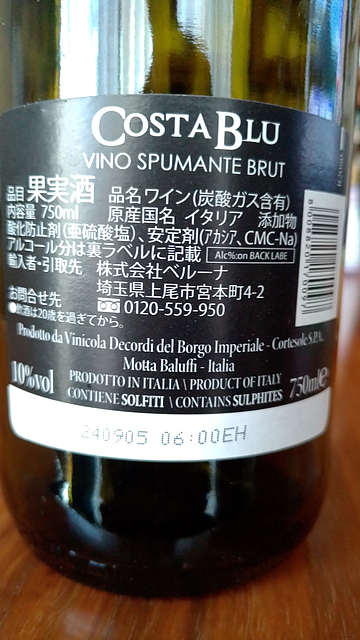 COSTA BLU
VINO SPUMANTE BRUT
品目 果実酒 品名 ワイン(炭酸ガス含有)
内容量 750ml 原産国名 イタリア 添加物
酸化防止剤(亜硫酸塩)、安定剤(アカシア、CMC-Na)
アルコール分は裏ラベルに記載 Alc%:on BACK LABE
輸入者・引取先 株式会社ベルーナ
埼玉県上尾市宮本町4-2
お問合せ先 0120-559-950
●飲酒は20歳を過ぎてから。
Prodotto da Vinicola Decordi del Borgo Imperiale - Cortesole S.P.A.
Motta Baluffi - Italia
10%vol PRODOTTO IN ITALIA \ PRODUCT OF ITALY 750ml e
CONTIENE SOLFITI \ CONTAINS SULPHITES
240905 06:00EH